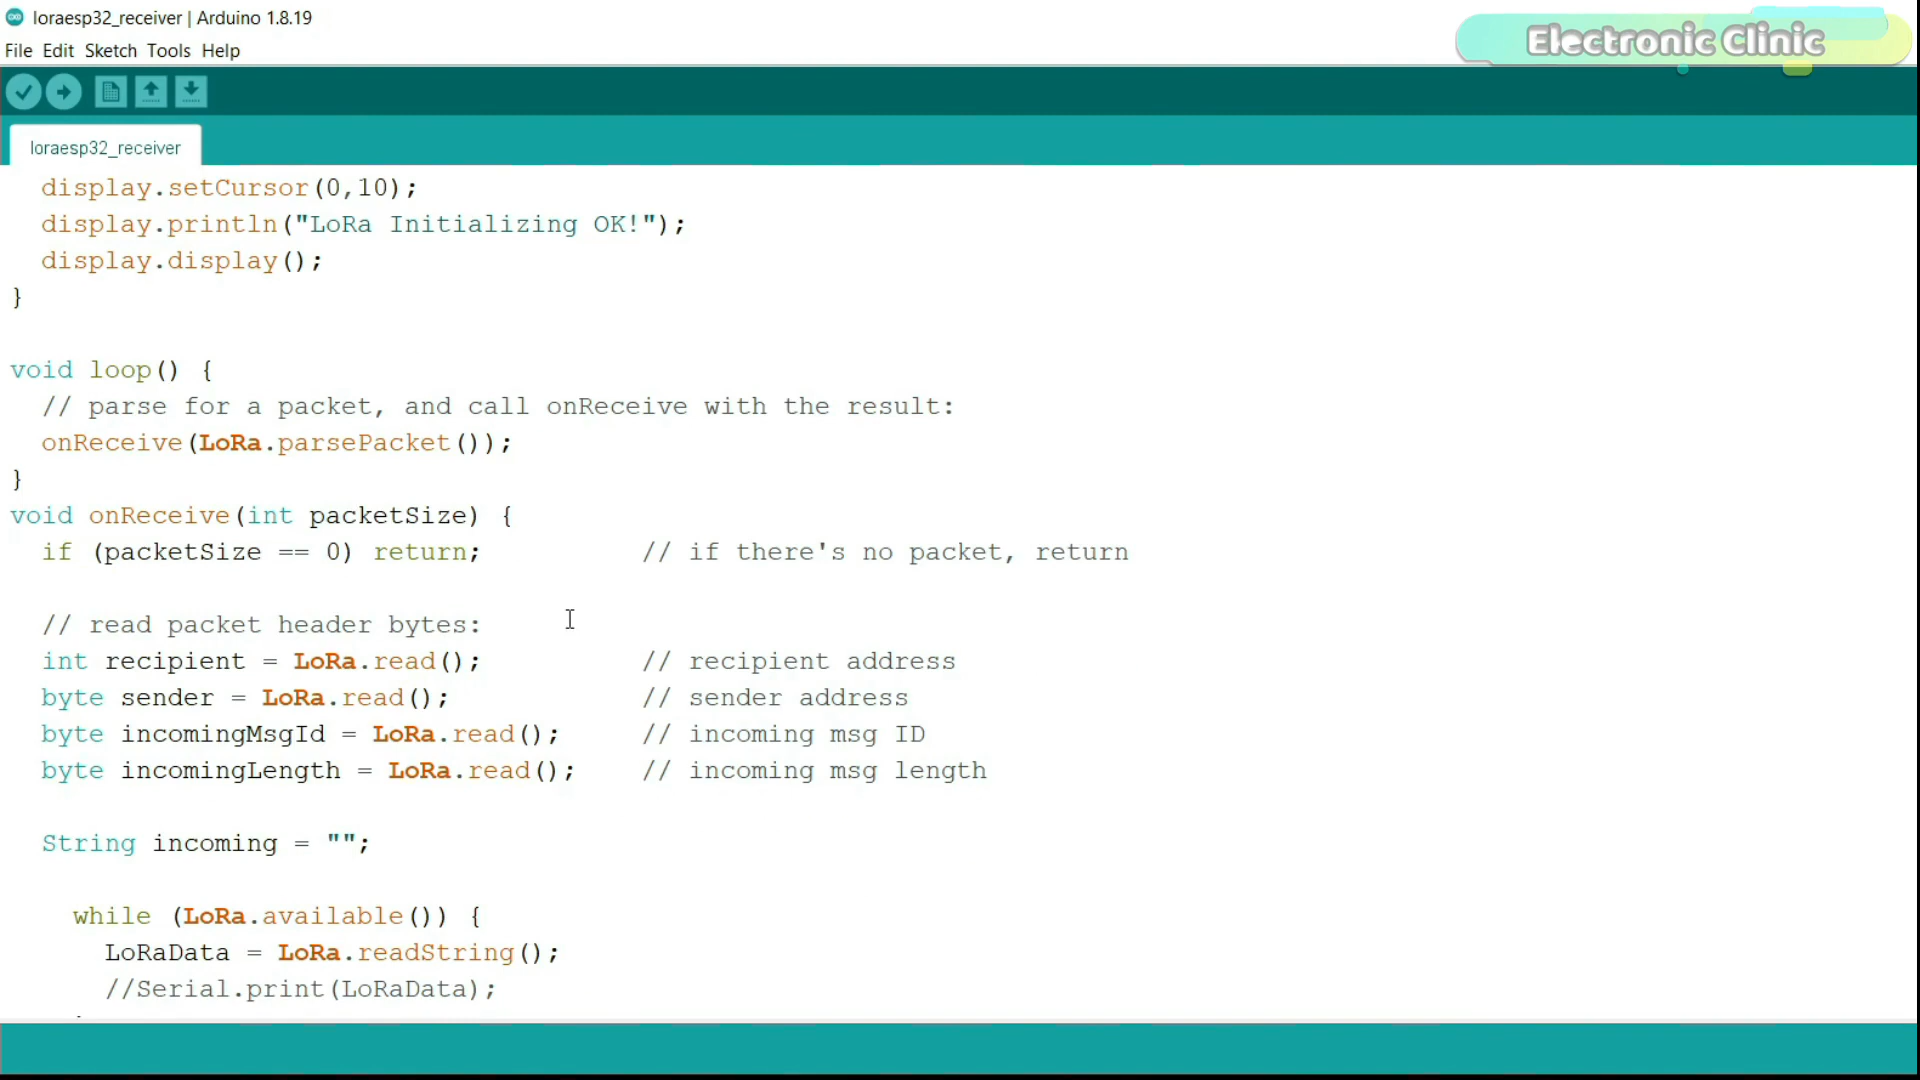 loraesp32_receiver | Arduino 1.8.19
Electronic Clinic
File Edit Sketch Tools Help
loraesp32_receiver
display.setCursor(0,10);
display.println("LoRa Initializing OK!");
display.display();
}
void loop() {
// parse for a packet, and call onReceive with the result:
onReceive(LoRa.parsePacket());
}
void onReceive(int packetSize) {
if (packetSize == 0) return; // if there's no packet, return
// read packet header bytes:
int recipient = LoRa.read(); // recipient address
byte sender = LoRa.read(); // sender address
byte incomingMsgId = LoRa.read(); // incoming msg ID
byte incomingLength = LoRa.read(); // incoming msg length
String incoming = "";
while (LoRa.available()) {
LoRaData = LoRa.readString();
//Serial.print(LoRaData);